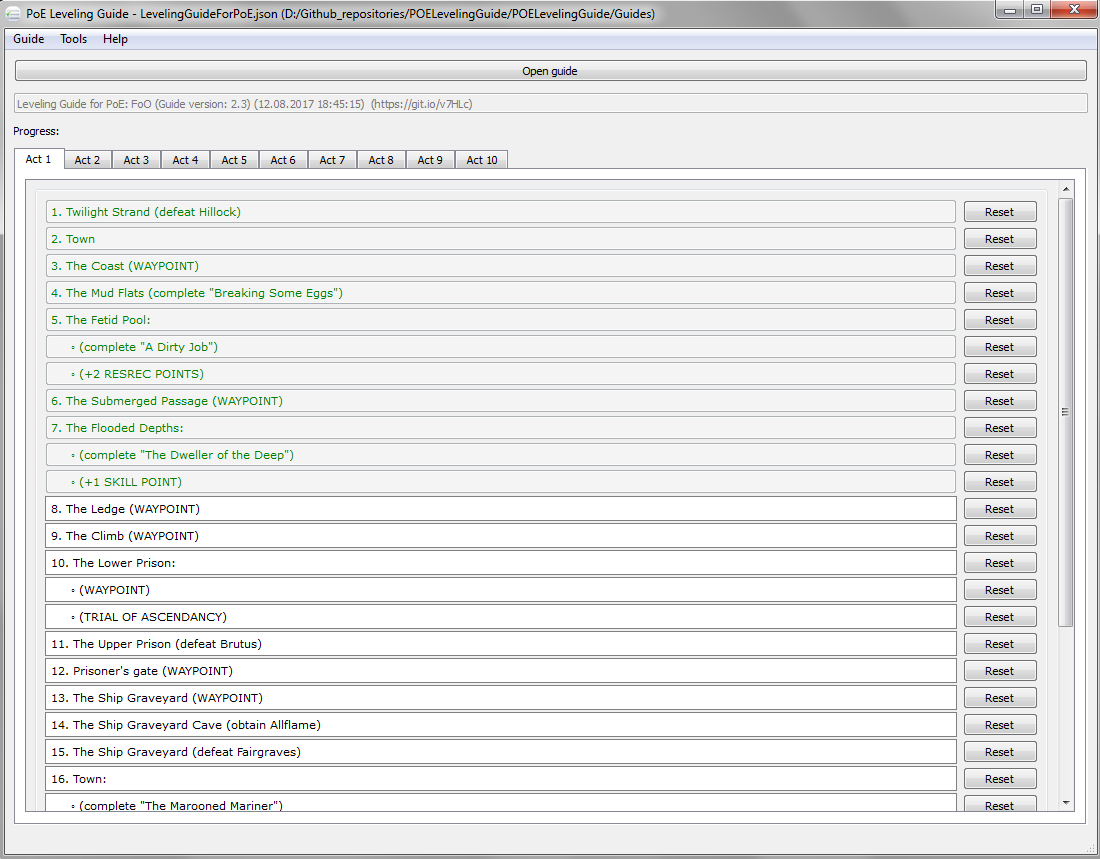 PoE Leveling Guide - LevelingGuideForPoE.json (D:/Github_repositories/POELevelingGuide/POELevelingGuide/Guides)
Guide Tools Help
Open guide
Leveling Guide for PoE: FoO (Guide version: 2.3) (12.08.2017 18:45:15) (https://git.io/v7HLc)
Progress:
Act 1 Act 2 Act 3 Act 4 Act 5 Act 6 Act 7 Act 8 Act 9 Act 10
1. Twilight Strand (defeat Hillock) Reset
2. Town Reset
3. The Coast (WAYPOINT) Reset
4. The Mud Flats (complete "Breaking Some Eggs") Reset
5. The Fetid Pool: Reset
◦ (complete "A Dirty Job") Reset
◦ (+2 RESREC POINTS) Reset
6. The Submerged Passage (WAYPOINT) Reset
7. The Flooded Depths: Reset
◦ (complete "The Dweller of the Deep") Reset
◦ (+1 SKILL POINT) Reset
8. The Ledge (WAYPOINT) Reset
9. The Climb (WAYPOINT) Reset
10. The Lower Prison: Reset
◦ (WAYPOINT) Reset
◦ (TRIAL OF ASCENDANCY) Reset
11. The Upper Prison (defeat Brutus) Reset
12. Prisoner's gate (WAYPOINT) Reset
13. The Ship Graveyard (WAYPOINT) Reset
14. The Ship Graveyard Cave (obtain Allflame) Reset
15. The Ship Graveyard (defeat Fairgraves) Reset
16. Town: Reset
◦ (complete "The Marooned Mariner") Reset